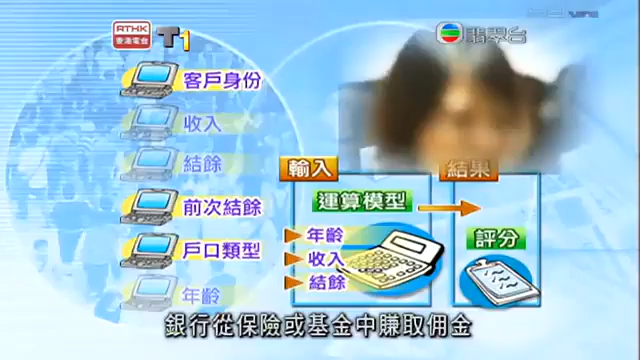 RTHK
香港電台
T1
翡翠台
客戶身份
收入
結餘
前次結餘
戶口類型
年齡
輸入
運算模型
年齡
收入
結餘
結果
評分
銀行從保險或基金中賺取佣金